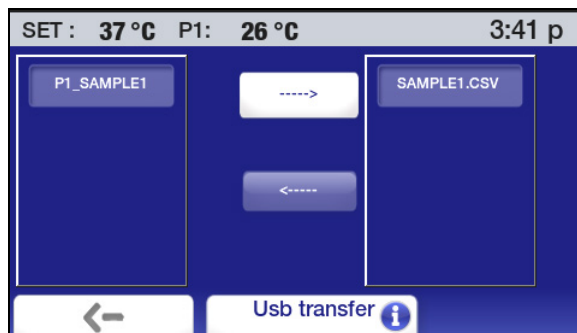 SET : 37 °C P1: 26 °C 3:41 p
P1_SAMPLE1
----->
SAMPLE1.CSV
<-----
Usb transfer